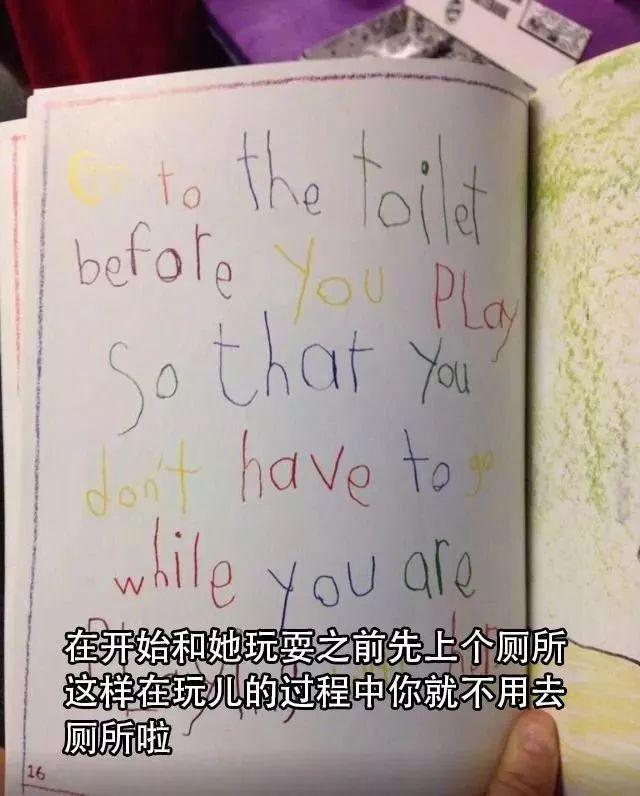 Go to the toilet
before you Play
So that you
don't have to go
while you are
在开始和她玩耍之前先上个厕所
这样在玩儿的过程中你就不用去
厕所啦
16